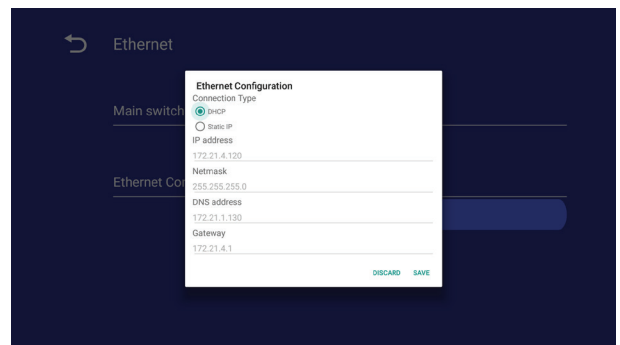 Ethernet
Main switch
Ethernet Configuration
Connection Type
DHCP
Static IP
IP address
172.21.4.120
Netmask
255.255.255.0
Ethernet Con
DNS address
172.21.1.130
Gateway
172.21.4.1
DISCARD SAVE